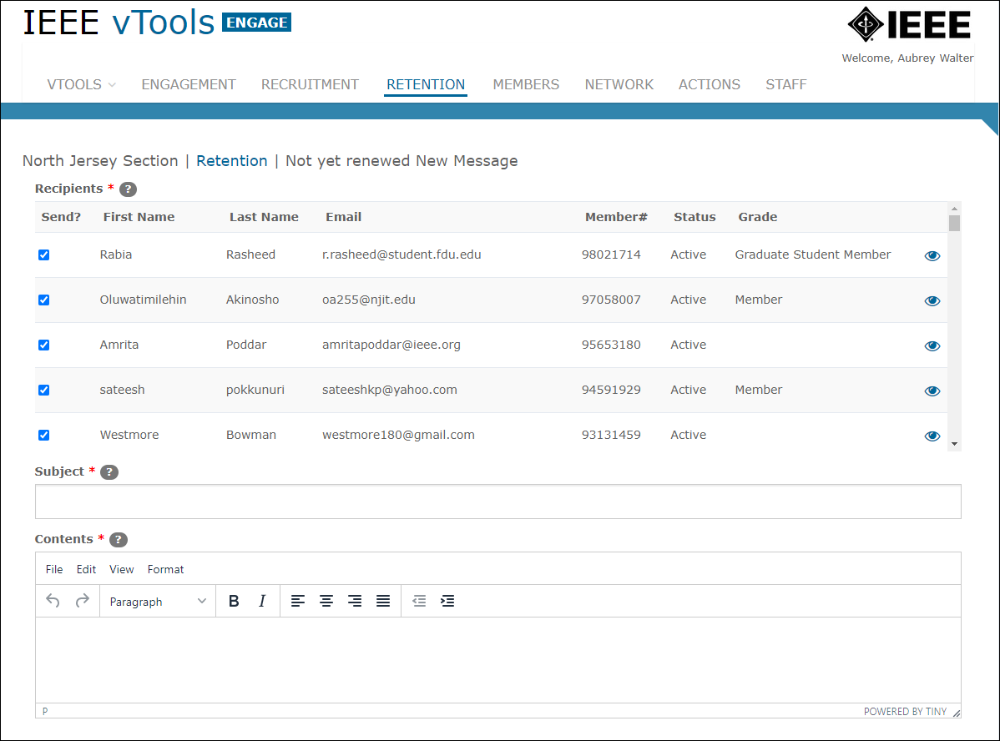 IEEE vTools ENGAGE
IEEE
Welcome, Aubrey Walter
VTOOLS ENGAGEMENT RECRUITMENT RETENTION MEMBERS NETWORK ACTIONS STAFF
North Jersey Section | Retention | Not yet renewed New Message
Recipients * ?
Send? First Name Last Name Email Member# Status Grade
Rabia Rasheed r.rasheed@student.fdu.edu 98021714 Active Graduate Student Member
Oluwatimilehin Akinosho oa255@njit.edu 97058007 Active Member
Amrita Poddar amritapoddar@ieee.org 95653180 Active
sateesh pokkunuri sateeshkp@yahoo.com 94591929 Active Member
Westmore Bowman westmore180@gmail.com 93131459 Active
Subject * ?
Contents * ?
File Edit View Format
Paragraph B I
P POWERED BY TINY